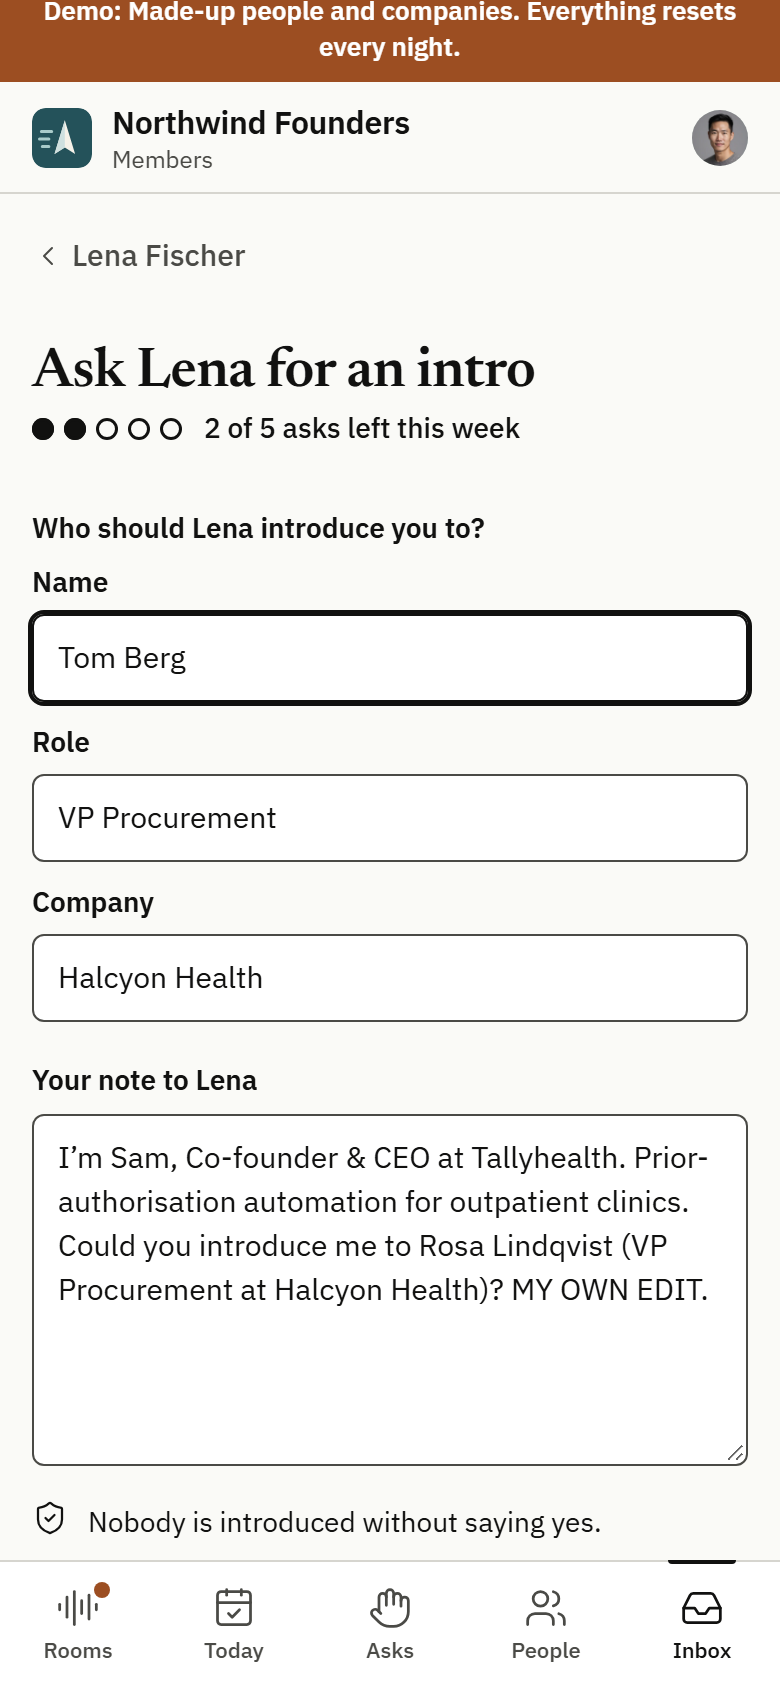 Demo: Made-up people and companies. Everything resets
every night.
Northwind Founders
Members
Lena Fischer
Ask Lena for an intro
2 of 5 asks left this week
Who should Lena introduce you to?
Name
Tom Berg
Role
VP Procurement
Company
Halcyon Health
Your note to Lena
I’m Sam, Co-founder & CEO at Tallyhealth. Prior-
authorisation automation for outpatient clinics.
Could you introduce me to Rosa Lindqvist (VP
Procurement at Halcyon Health)? MY OWN EDIT.
Nobody is introduced without saying yes.
Rooms
Today
Asks
People
Inbox